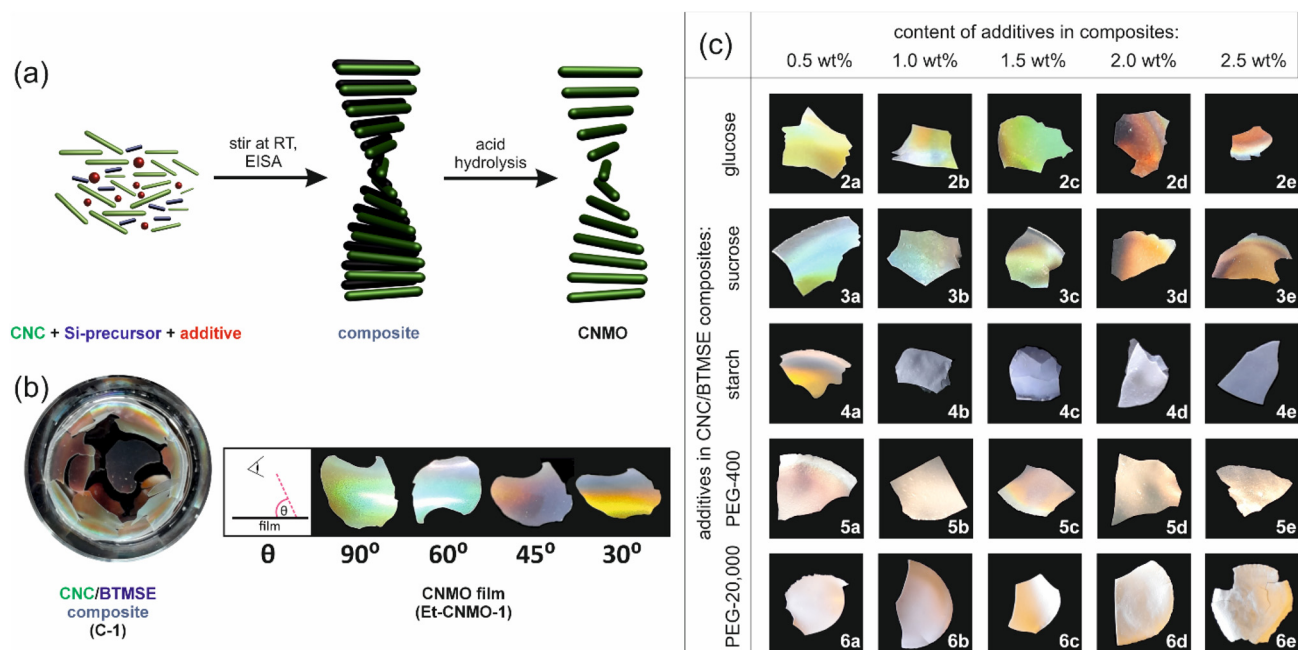 (a)
stir at RT,
EISA
acid
hydrolysis
CNC + Si-precursor + additive
composite
CNMO
(b)
film
θ
θ
90º
60º
45º
30º
CNC/BTMSE
composite
(C-1)
CNMO film
(Et-CNMO-1)
(c)
content of additives in composites:
0.5 wt%
1.0 wt%
1.5 wt%
2.0 wt%
2.5 wt%
additives in CNC/BTMSE composites:
glucose
2a
2b
2c
2d
2e
sucrose
3a
3b
3c
3d
3e
starch
4a
4b
4c
4d
4e
PEG-400
5a
5b
5c
5d
5e
PEG-20,000
6a
6b
6c
6d
6e